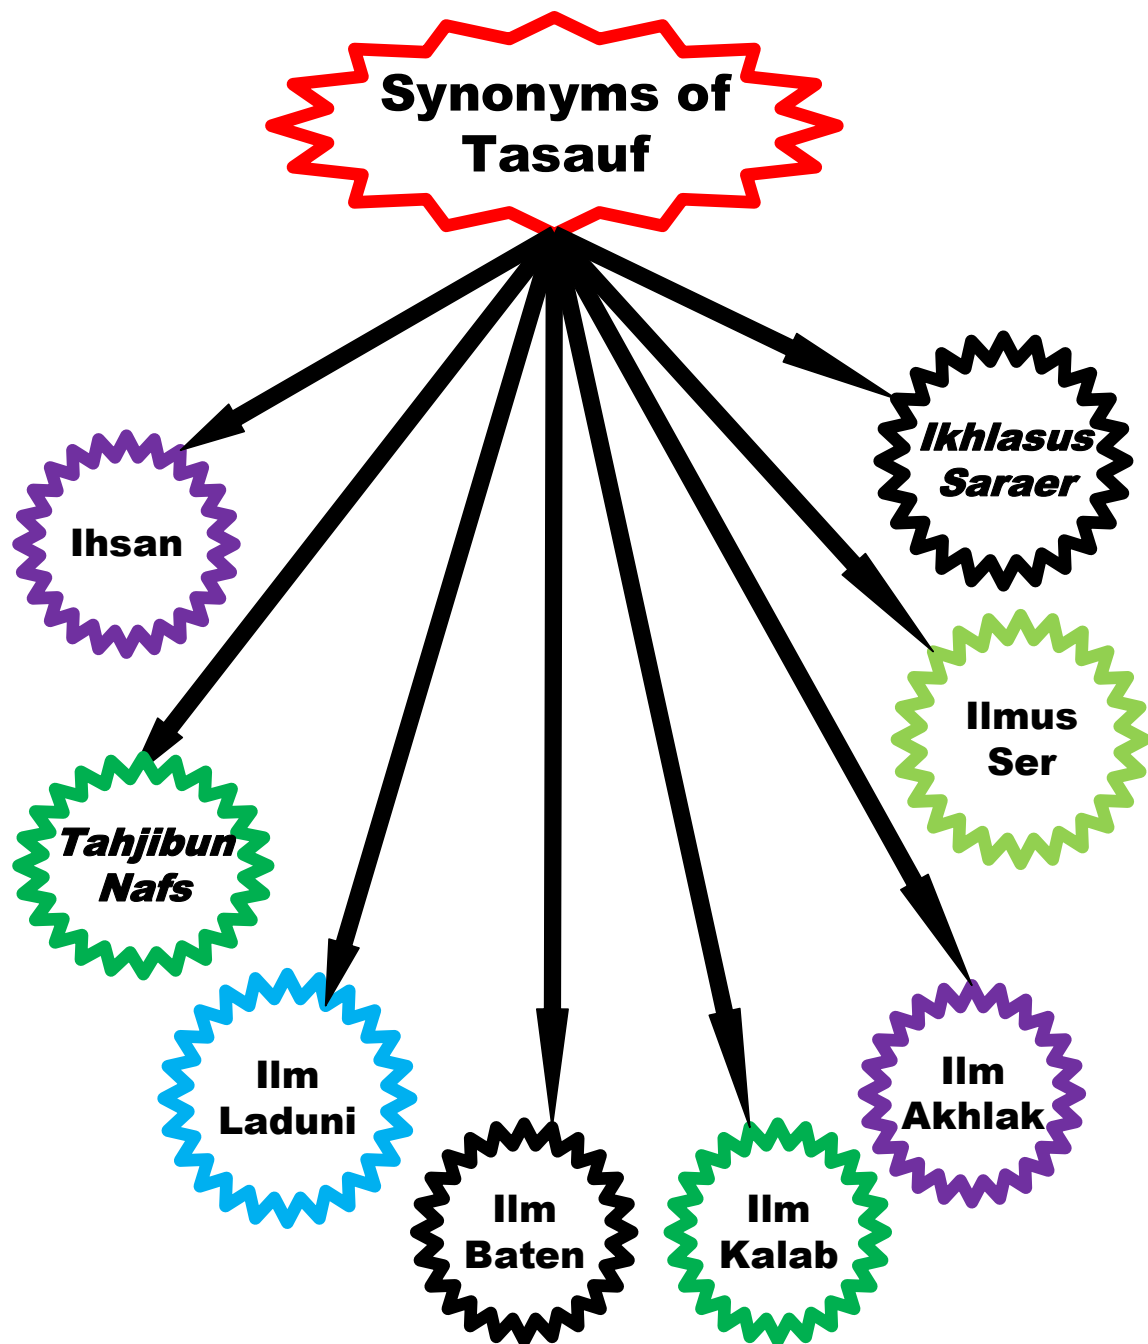 Synonyms of
Tasauf
Ikhlasus
Saraer
Ihsan
Ilmus
Ser
Tahjibun
Nafs
Ilm
Laduni
Ilm
Akhlak
Ilm
Baten
Ilm
Kalab